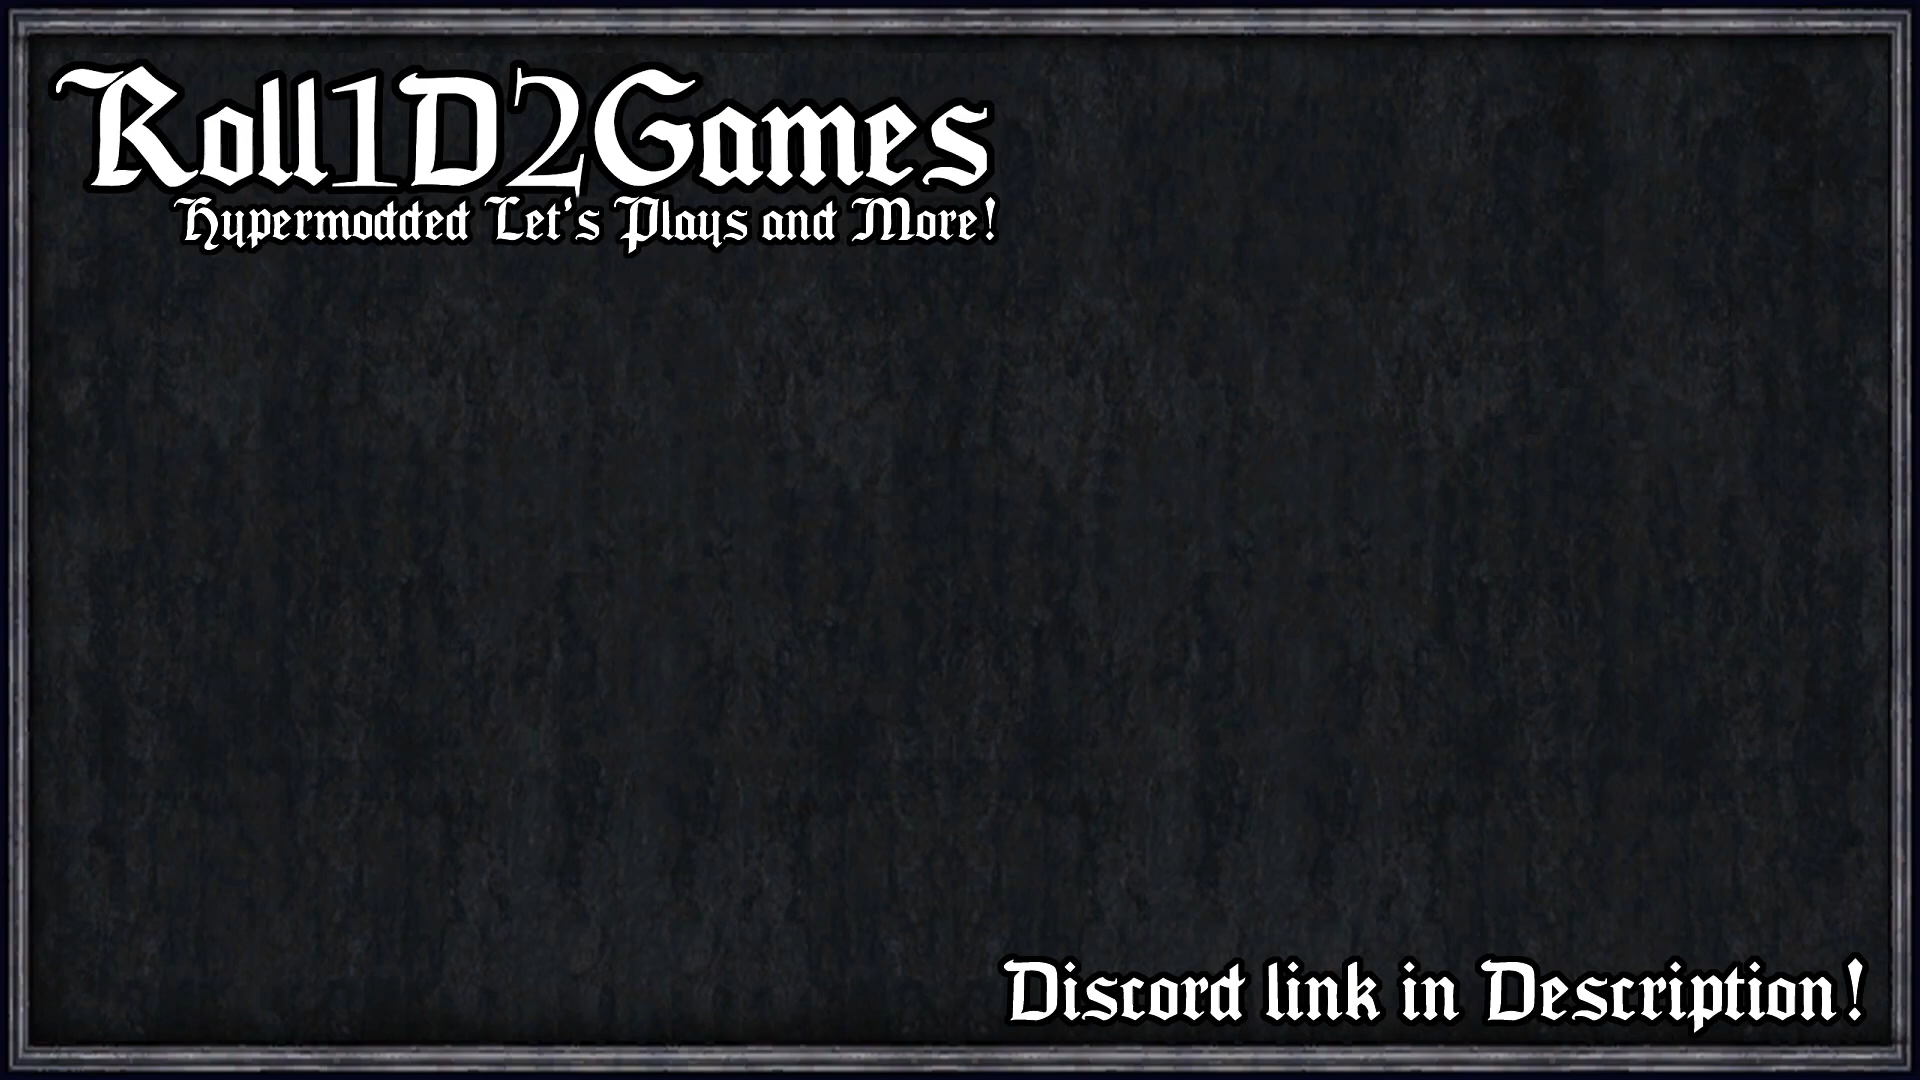 Roll1D2Games
Hypermodded Let's Plays and More!
Discord link in Description!